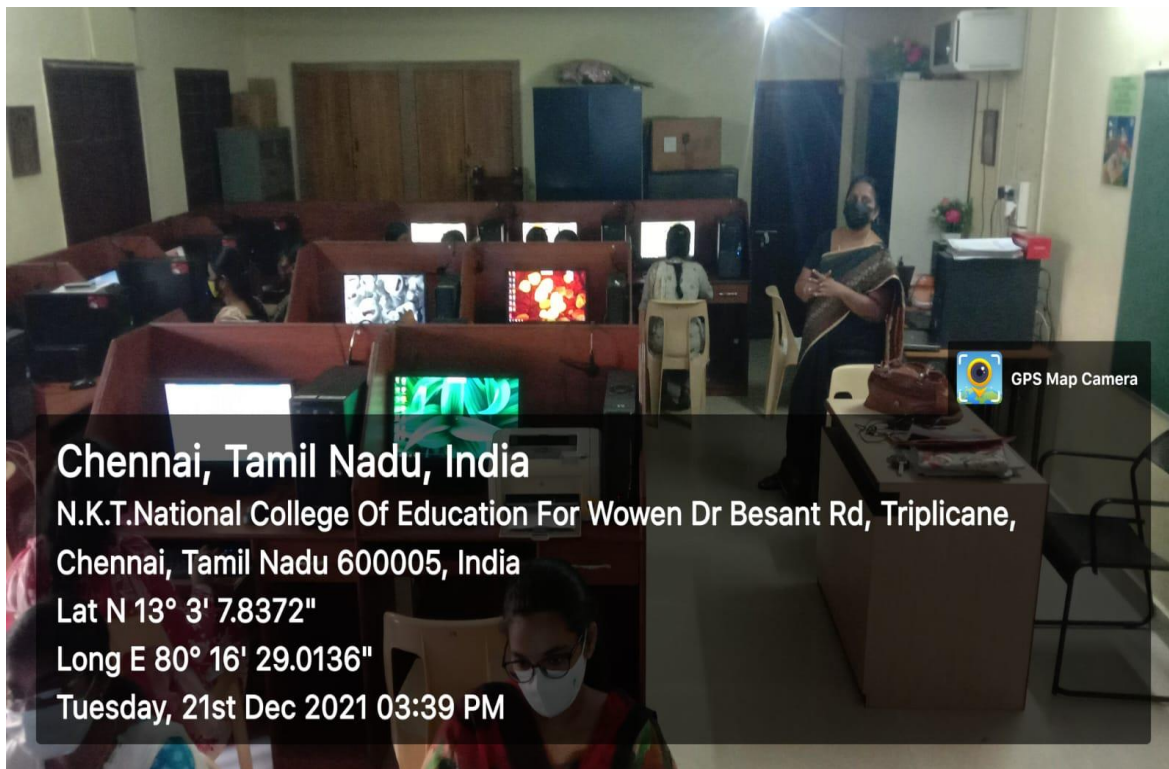 GPS Map Camera
Chennai, Tamil Nadu, India
N.K.T.National College Of Education For Wowen Dr Besant Rd, Triplicane,
Chennai, Tamil Nadu 600005, India
Lat N 13° 3' 7.8372"
Long E 80° 16' 29.0136"
Tuesday, 21st Dec 2021 03:39 PM